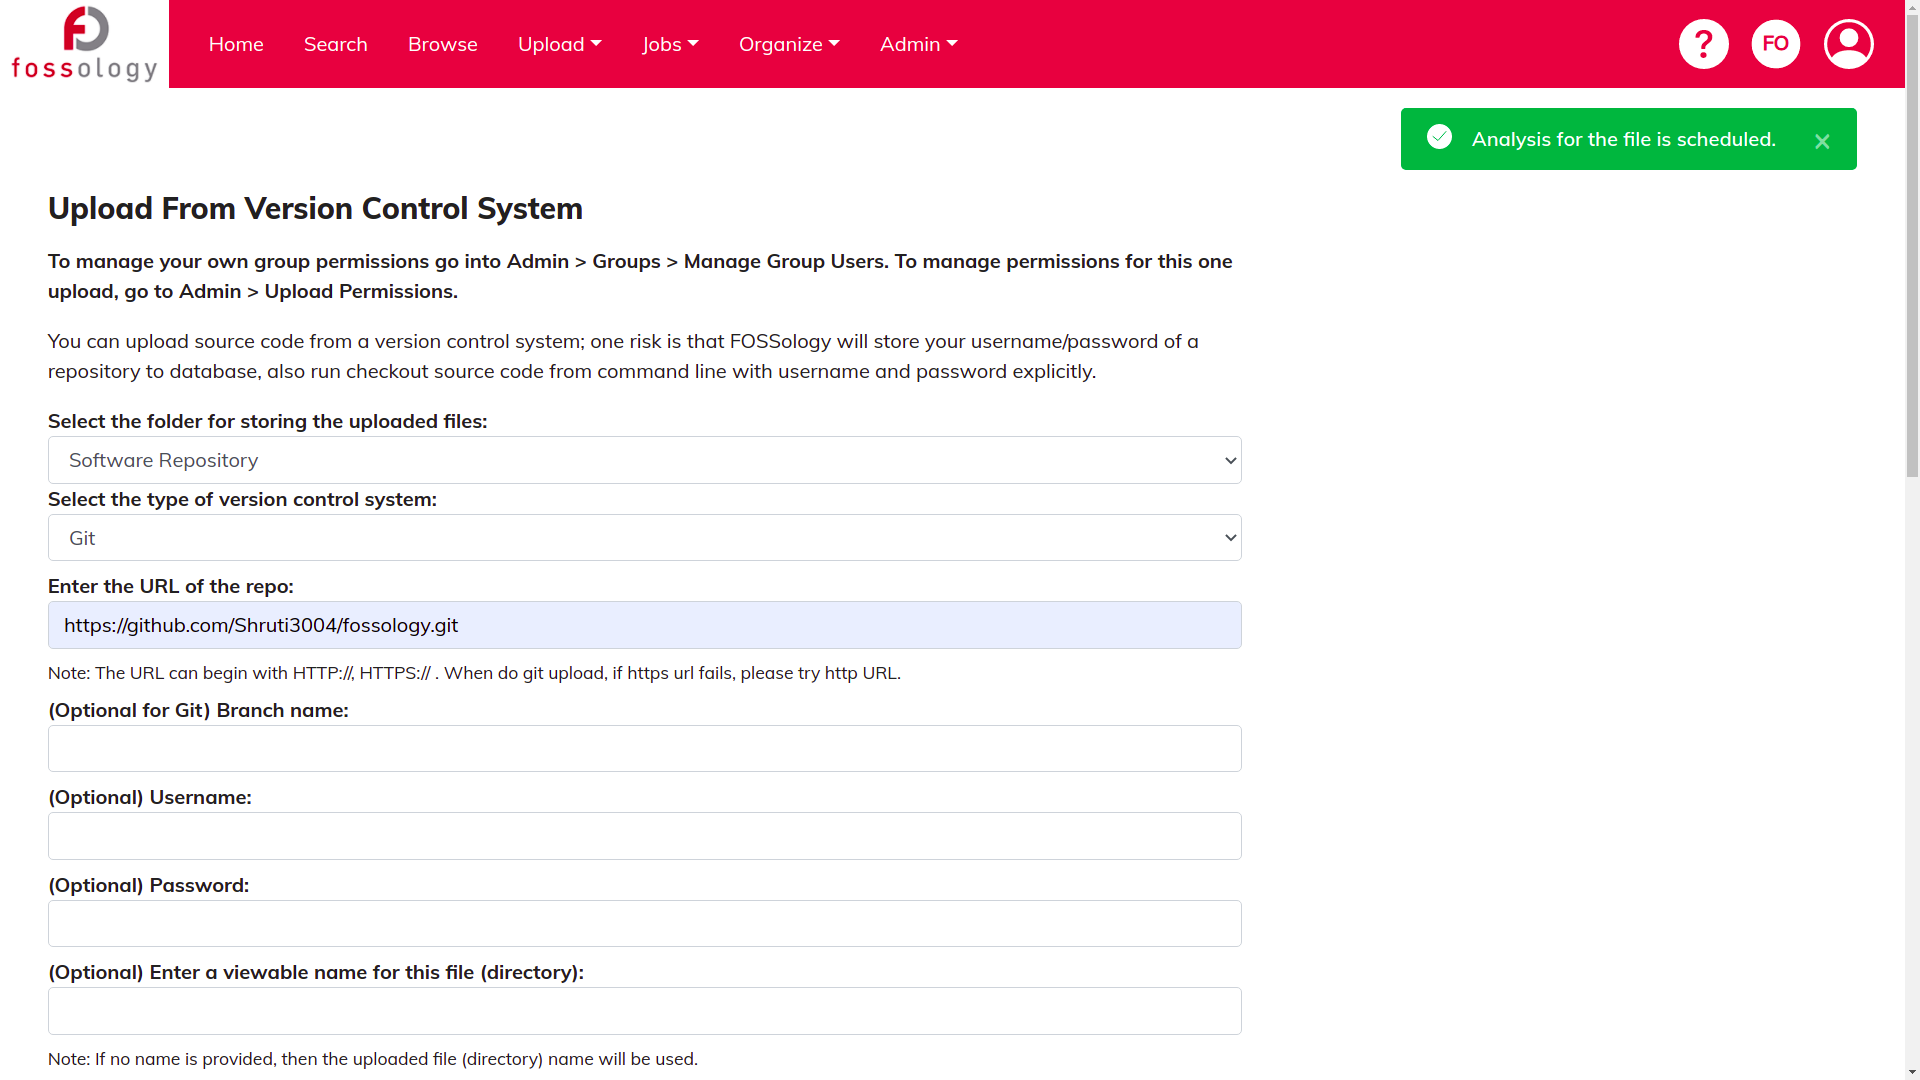 fossology
Home Search Browse Upload Jobs Organize Admin ? FO
Analysis for the file is scheduled. ×
Upload From Version Control System
To manage your own group permissions go into Admin > Groups > Manage Group Users. To manage permissions for this one
upload, go to Admin > Upload Permissions.
You can upload source code from a version control system; one risk is that FOSSology will store your username/password of a
repository to database, also run checkout source code from command line with username and password explicitly.
Select the folder for storing the uploaded files:
Software Repository
Select the type of version control system:
Git
Enter the URL of the repo:
https://github.com/Shruti3004/fossology.git
Note: The URL can begin with HTTP://, HTTPS:// . When do git upload, if https url fails, please try http URL.
(Optional for Git) Branch name:
(Optional) Username:
(Optional) Password:
(Optional) Enter a viewable name for this file (directory):
Note: If no name is provided, then the uploaded file (directory) name will be used.